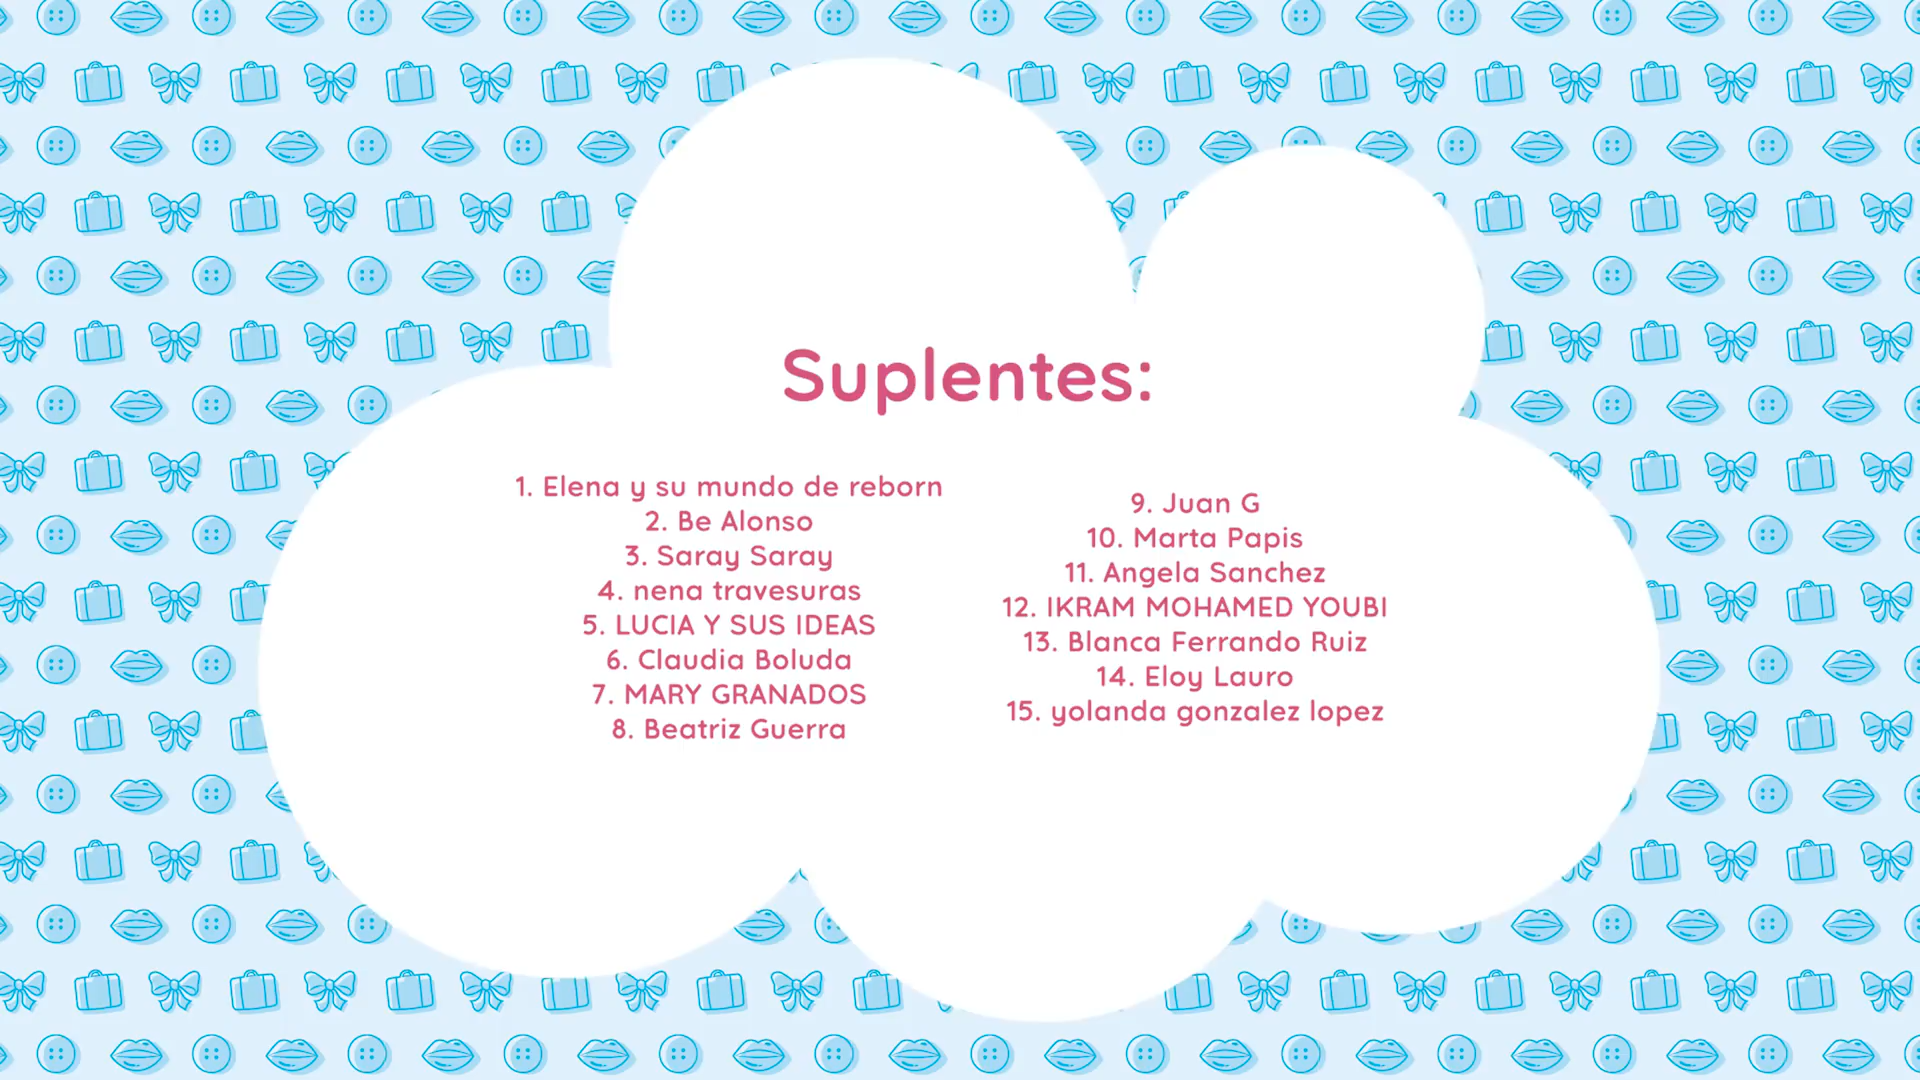 Suplentes:
1. Elena y su mundo de reborn
2. Be Alonso
3. Saray Saray
4. nena travesuras
5. LUCIA Y SUS IDEAS
6. Claudia Boluda
7. MARY GRANADOS
8. Beatriz Guerra
9. Juan G
10. Marta Papis
11. Angela Sanchez
12. IKRAM MOHAMED YOUBI
13. Blanca Ferrando Ruiz
14. Eloy Lauro
15. yolanda gonzalez lopez